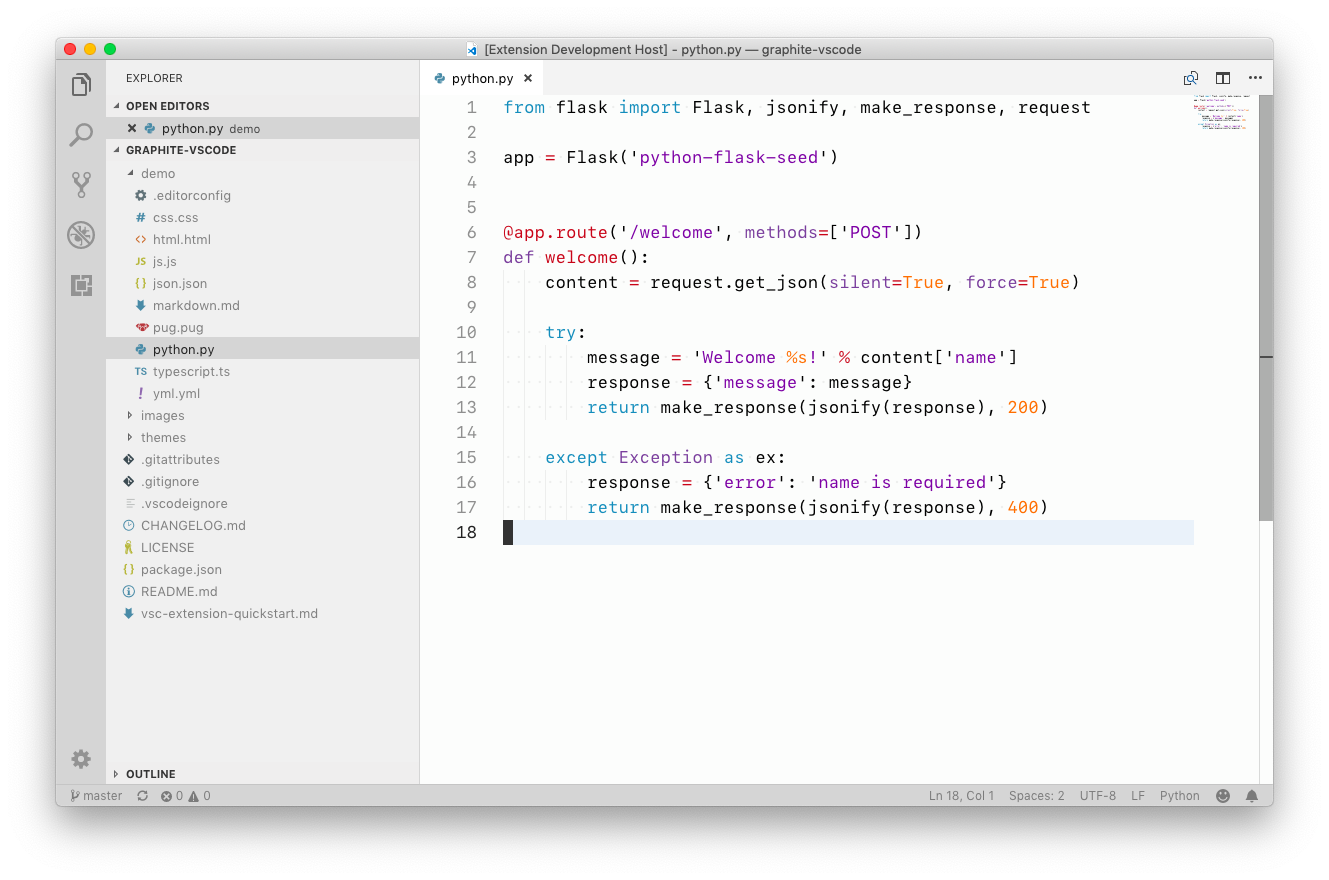 [Extension Development Host] - python.py — graphite-vscode
EXPLORER
OPEN EDITORS
python.py demo
GRAPHITE-VSCODE
demo
.editorconfig
# css.css
<> html.html
JS js.js
{} json.json
markdown.md
pug.pug
python.py
TS typescript.ts
! yml.yml
images
themes
.gitattributes
.gitignore
.vscodeignore
CHANGELOG.md
LICENSE
{} package.json
README.md
vsc-extension-quickstart.md
OUTLINE
python.py
1 from flask import Flask, jsonify, make_response, request
2
3 app = Flask('python-flask-seed')
4
5
6 @app.route('/welcome', methods=['POST'])
7 def welcome():
8     content = request.get_json(silent=True, force=True)
9
10     try:
11         message = 'Welcome %s!' % content['name']
12         response = {'message': message}
13         return make_response(jsonify(response), 200)
14
15     except Exception as ex:
16         response = {'error': 'name is required'}
17         return make_response(jsonify(response), 400)
18
master 0 0 Ln 18, Col 1 Spaces: 2 UTF-8 LF Python